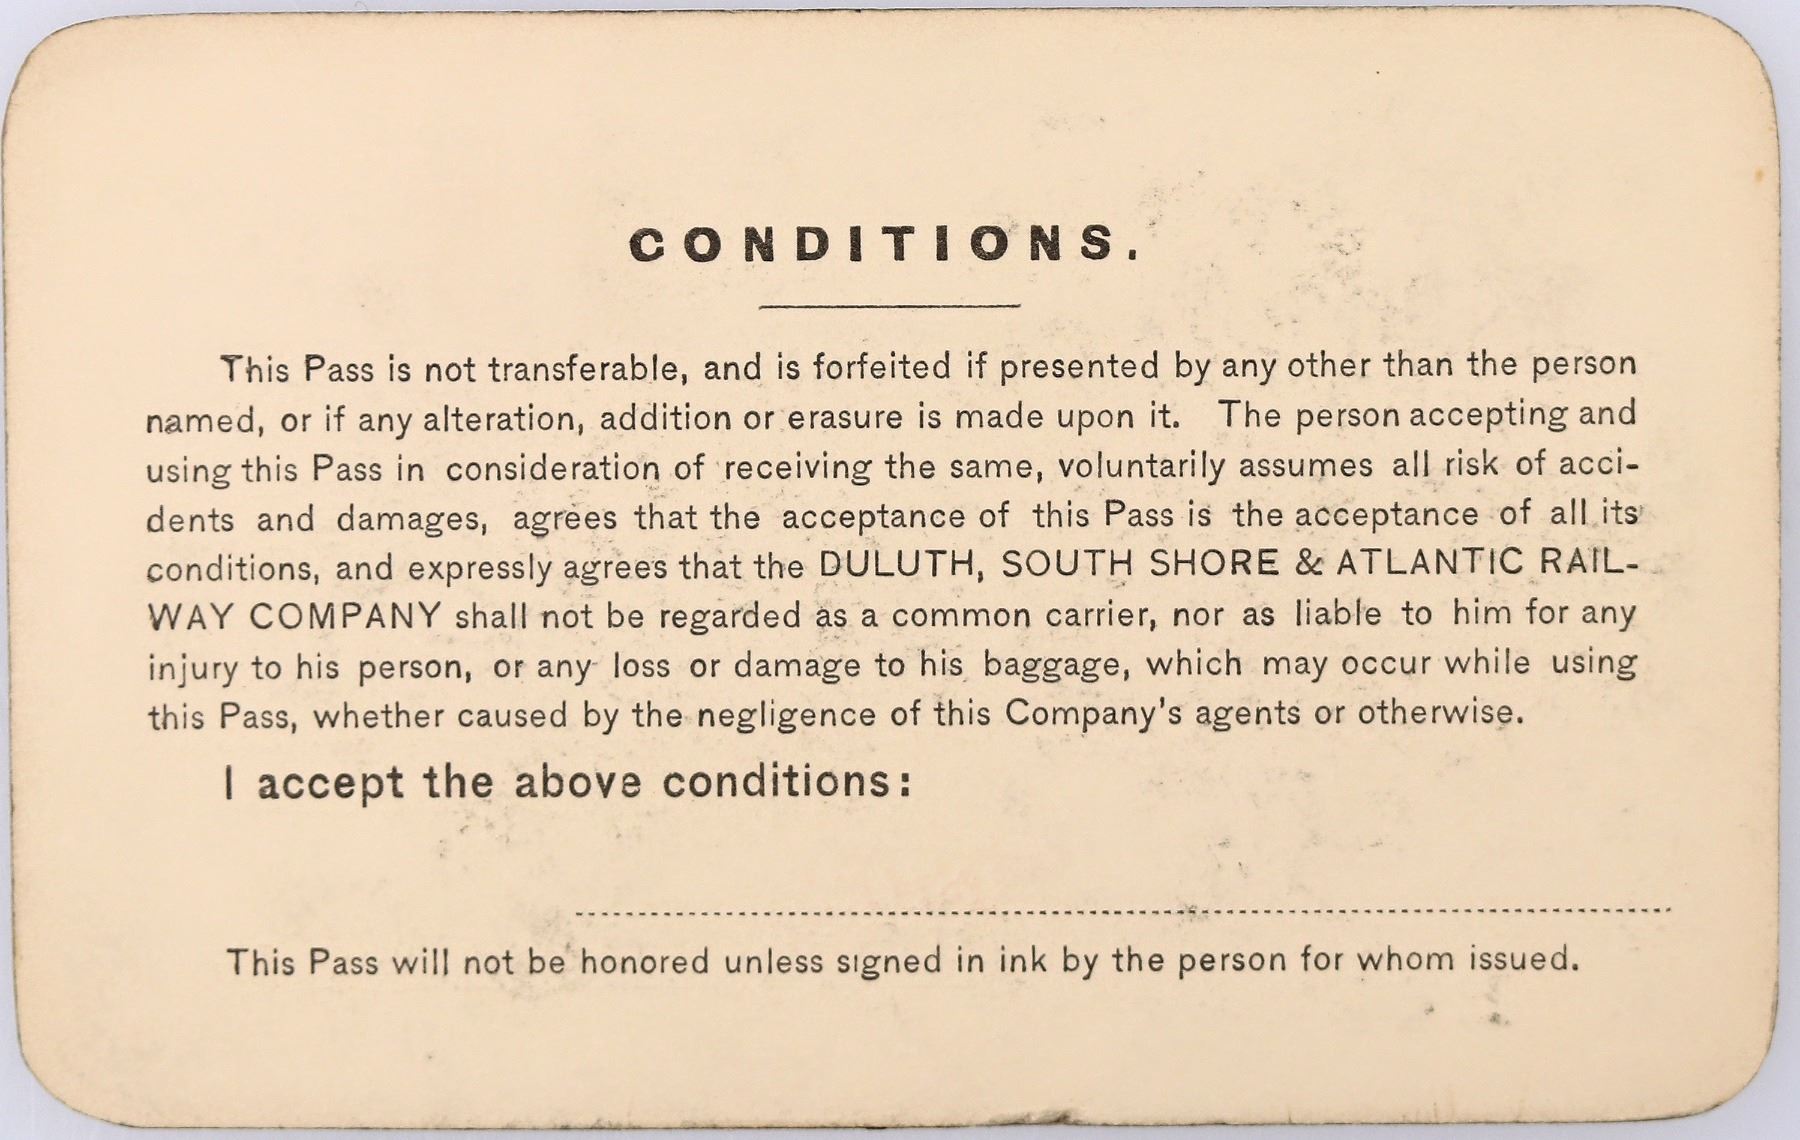 CONDITIONS.
This Pass is not transferable, and is forfeited if presented by any other than the person
named, or if any alteration, addition or erasure is made upon it. The person accepting and
using this Pass in consideration of receiving the same, voluntarily assumes all risk of acci-
dents and damages, agrees that the acceptance of this Pass is the acceptance of all its
conditions, and expressly agrees that the DULUTH, SOUTH SHORE & ATLANTIC RAIL-
WAY COMPANY shall not be regarded as a common carrier, nor as liable to him for any
injury to his person, or any loss or damage to his baggage, which may occur while using
this Pass, whether caused by the negligence of this Company's agents or otherwise.
I accept the above conditions:
This Pass will not be honored unless signed in ink by the person for whom issued.